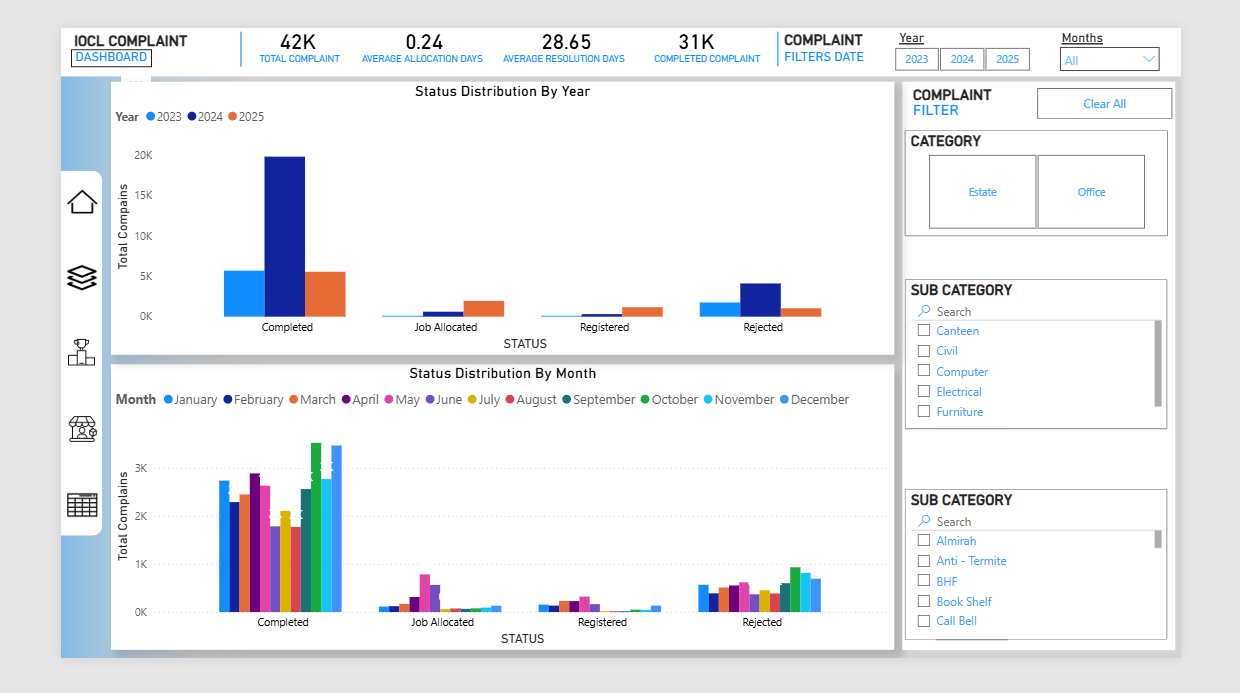 IOCL COMPLAINT
DASHBOARD
42K
TOTAL COMPLAINT
0.24
AVERAGE ALLOCATION DAYS
28.65
AVERAGE RESOLUTION DAYS
31K
COMPLETED COMPLAINT
COMPLAINT
FILTERS DATE
Year
2023 2024 2025
Months
All
Status Distribution By Year
Year 2023 2024 2025
Total Compains
20K
15K
10K
5K
0K
Completed Job Allocated Registered Rejected
STATUS
Status Distribution By Month
Month January February March April May June July August September October November December
Total Complains
3K
2K
1K
0K
Completed Job Allocated Registered Rejected
STATUS
COMPLAINT
FILTER
Clear All
CATEGORY
Estate Office
SUB CATEGORY
Search
Canteen
Civil
Computer
Electrical
Furniture
SUB CATEGORY
Search
Almirah
Anti - Termite
BHF
Book Shelf
Call Bell